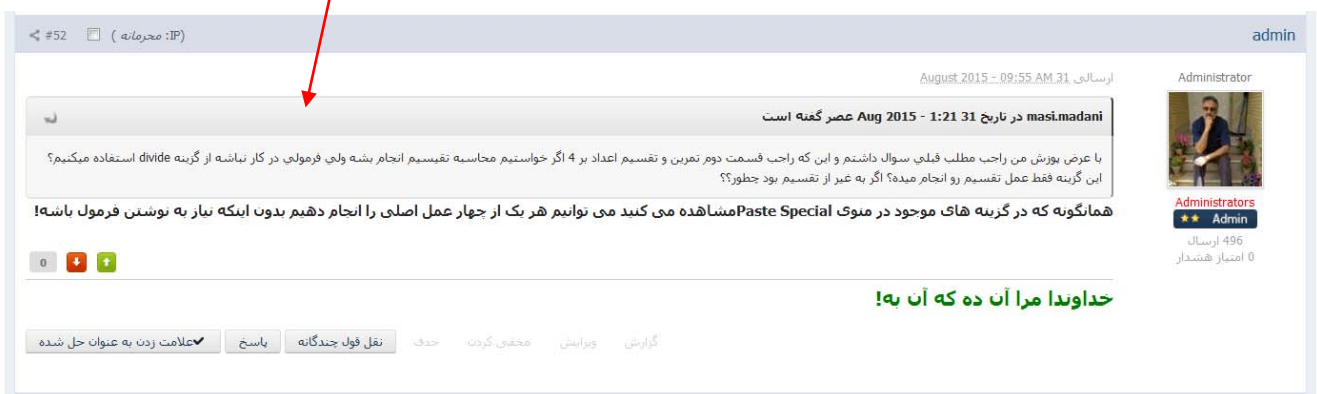 admin
#52 (IP: محرمانه )
Administrator
Administrators
Admin
496 ارسال
0 امتیاز هشدار
ارسالی 31 August 2015 - 09:55 AM
masi.madani در تاریخ 31 Aug 2015 - 1:21 عصر گفته است
با عرض پوزش من راجب مطلب قبلي سوال داشتم و اين كه راجب قسمت دوم تمرين و تقسيم اعداد بر 4 اگر خواستيم محاسبه تقيسيم انجام بشه ولي فرمولي در كار نباشه از گزينه divide استفاده ميكنيم؟
اين گزينه فقط عمل تقسيم رو انجام ميده؟ اگر به غير از تقسيم بود چطور؟؟
همانگونه که در گزینه های موجود در منوی Paste Specialمشاهده می کنید می توانیم هر یک از چهار عمل اصلی را انجام دهیم بدون اینکه نیاز به نوشتن فرمول باشه!
0
خداوندا مرا آن ده که آن به!
گزارش ویرایش مخفی کردن حذف نقل قول چندگانه پاسخ علامت زدن به عنوان حل شده